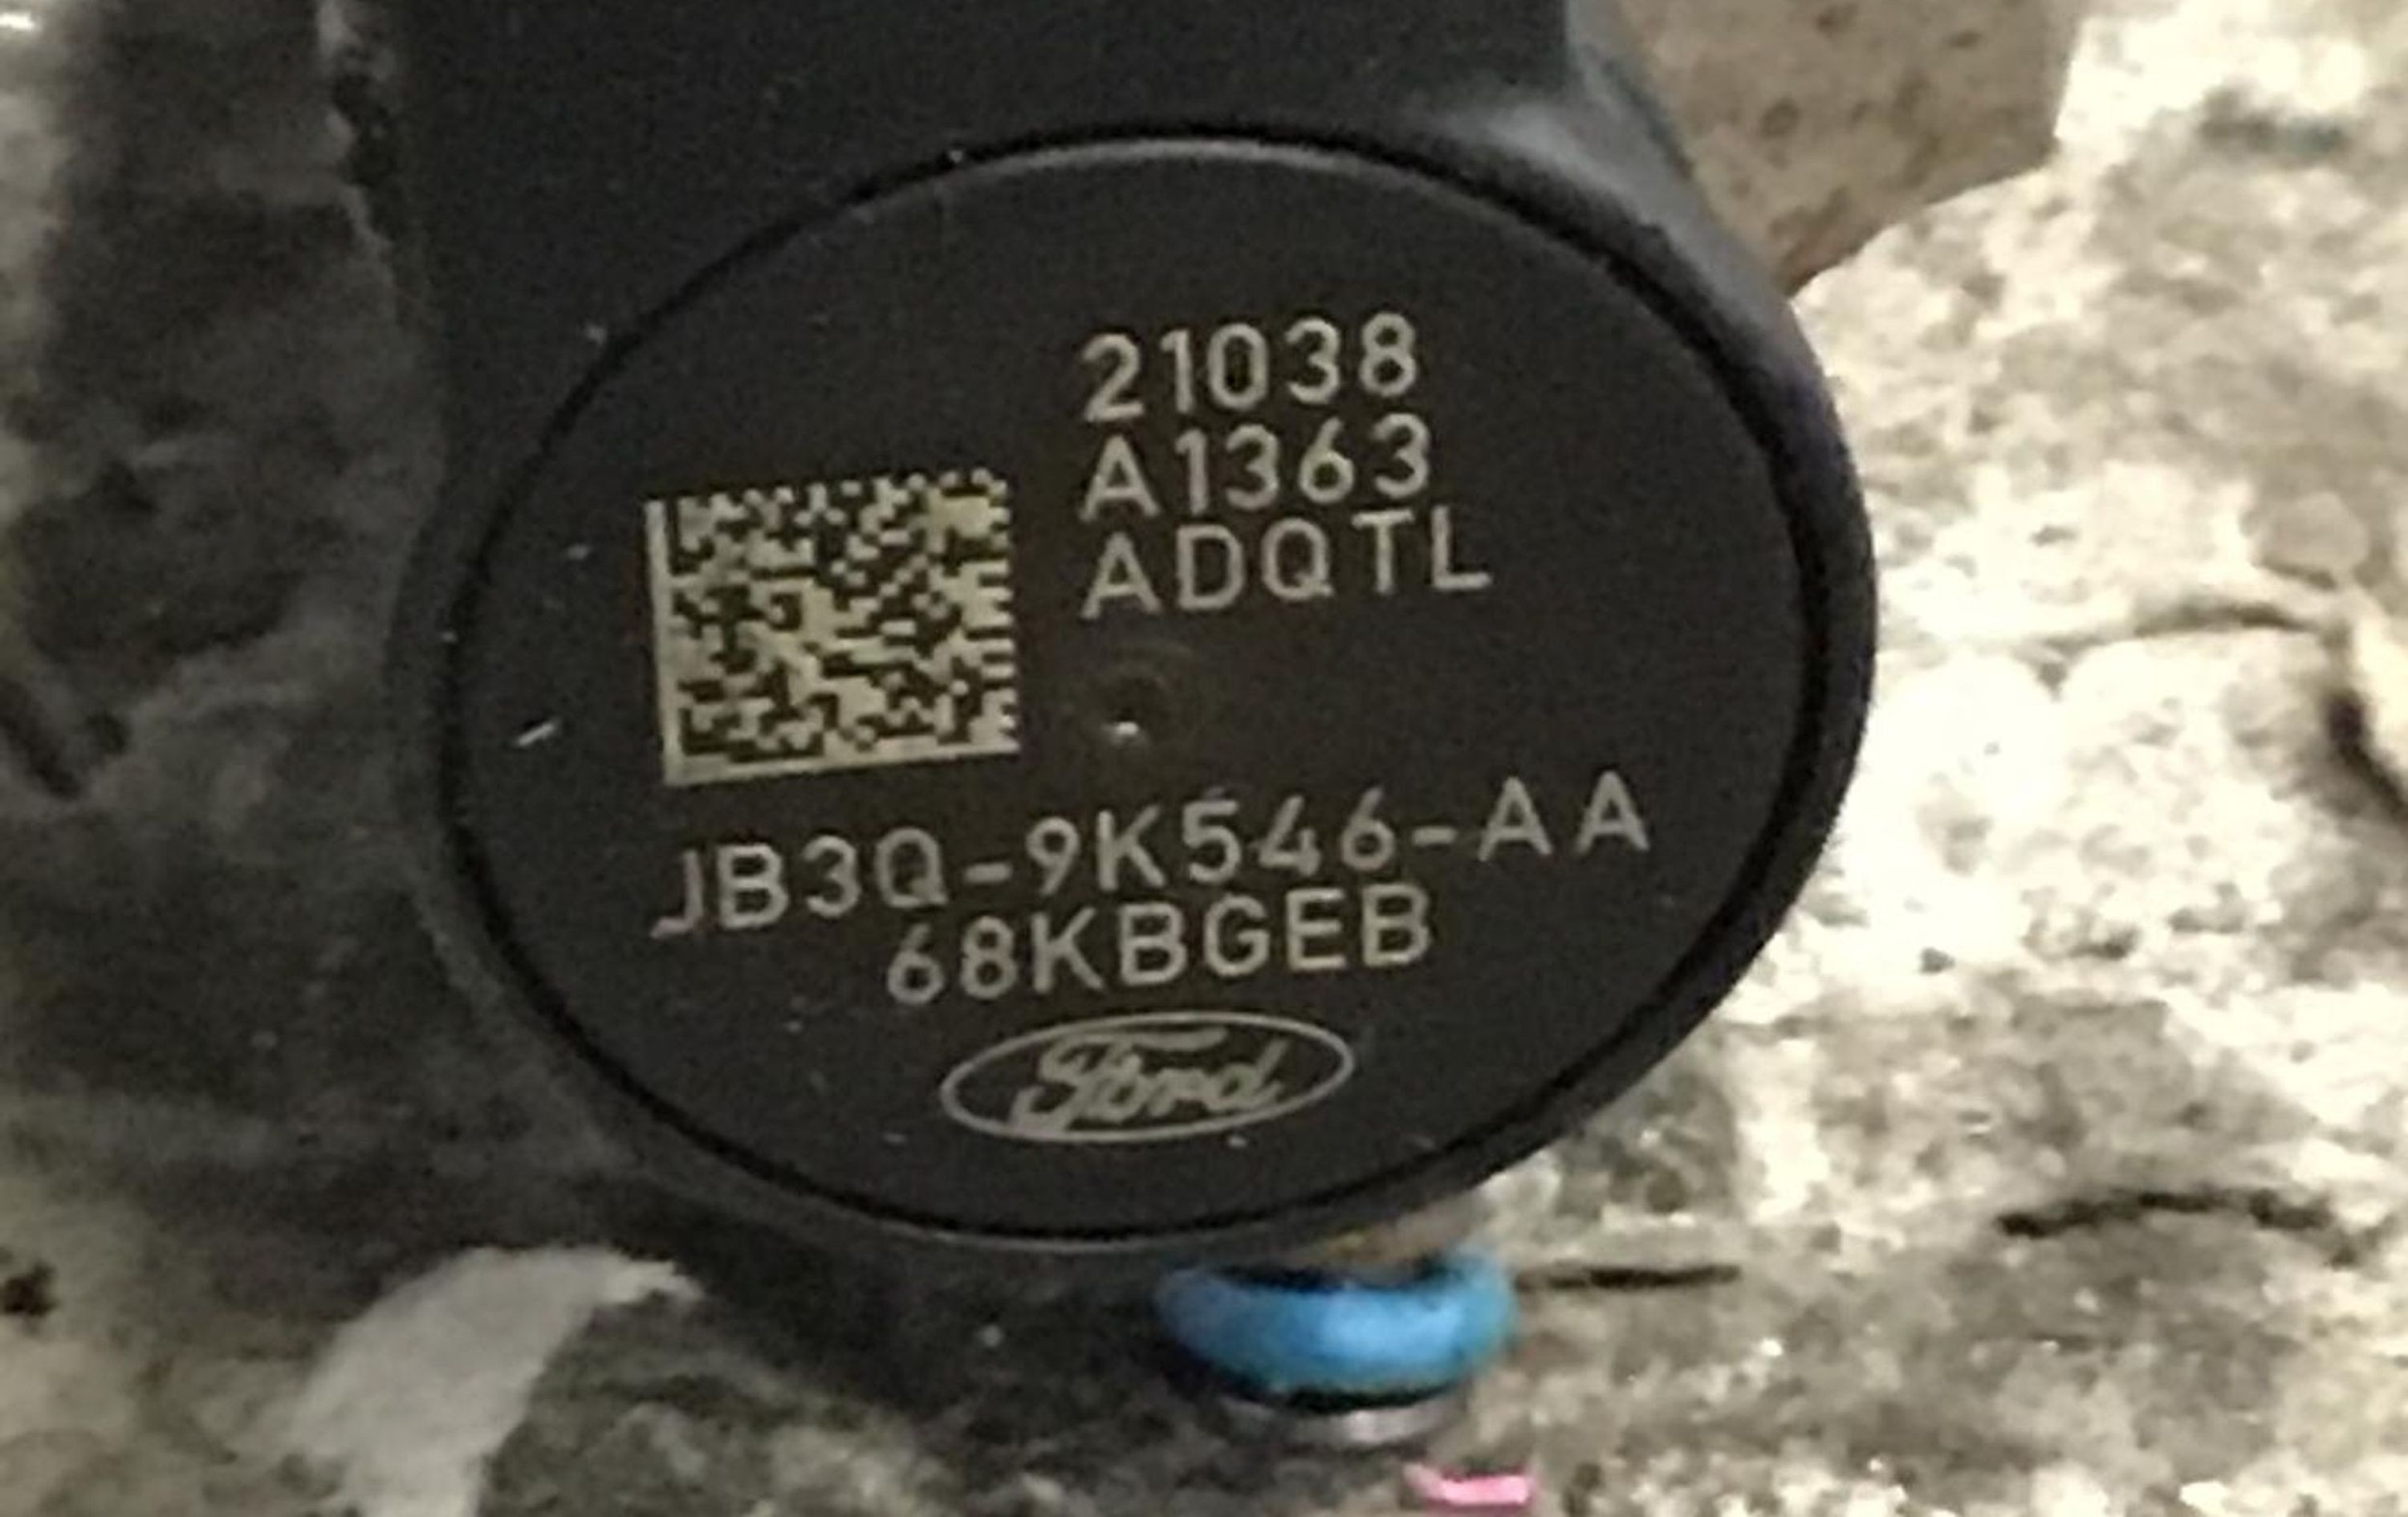 21038
A1363
ADQTL
JB3Q-9K546-AA
68KBGEB
Ford